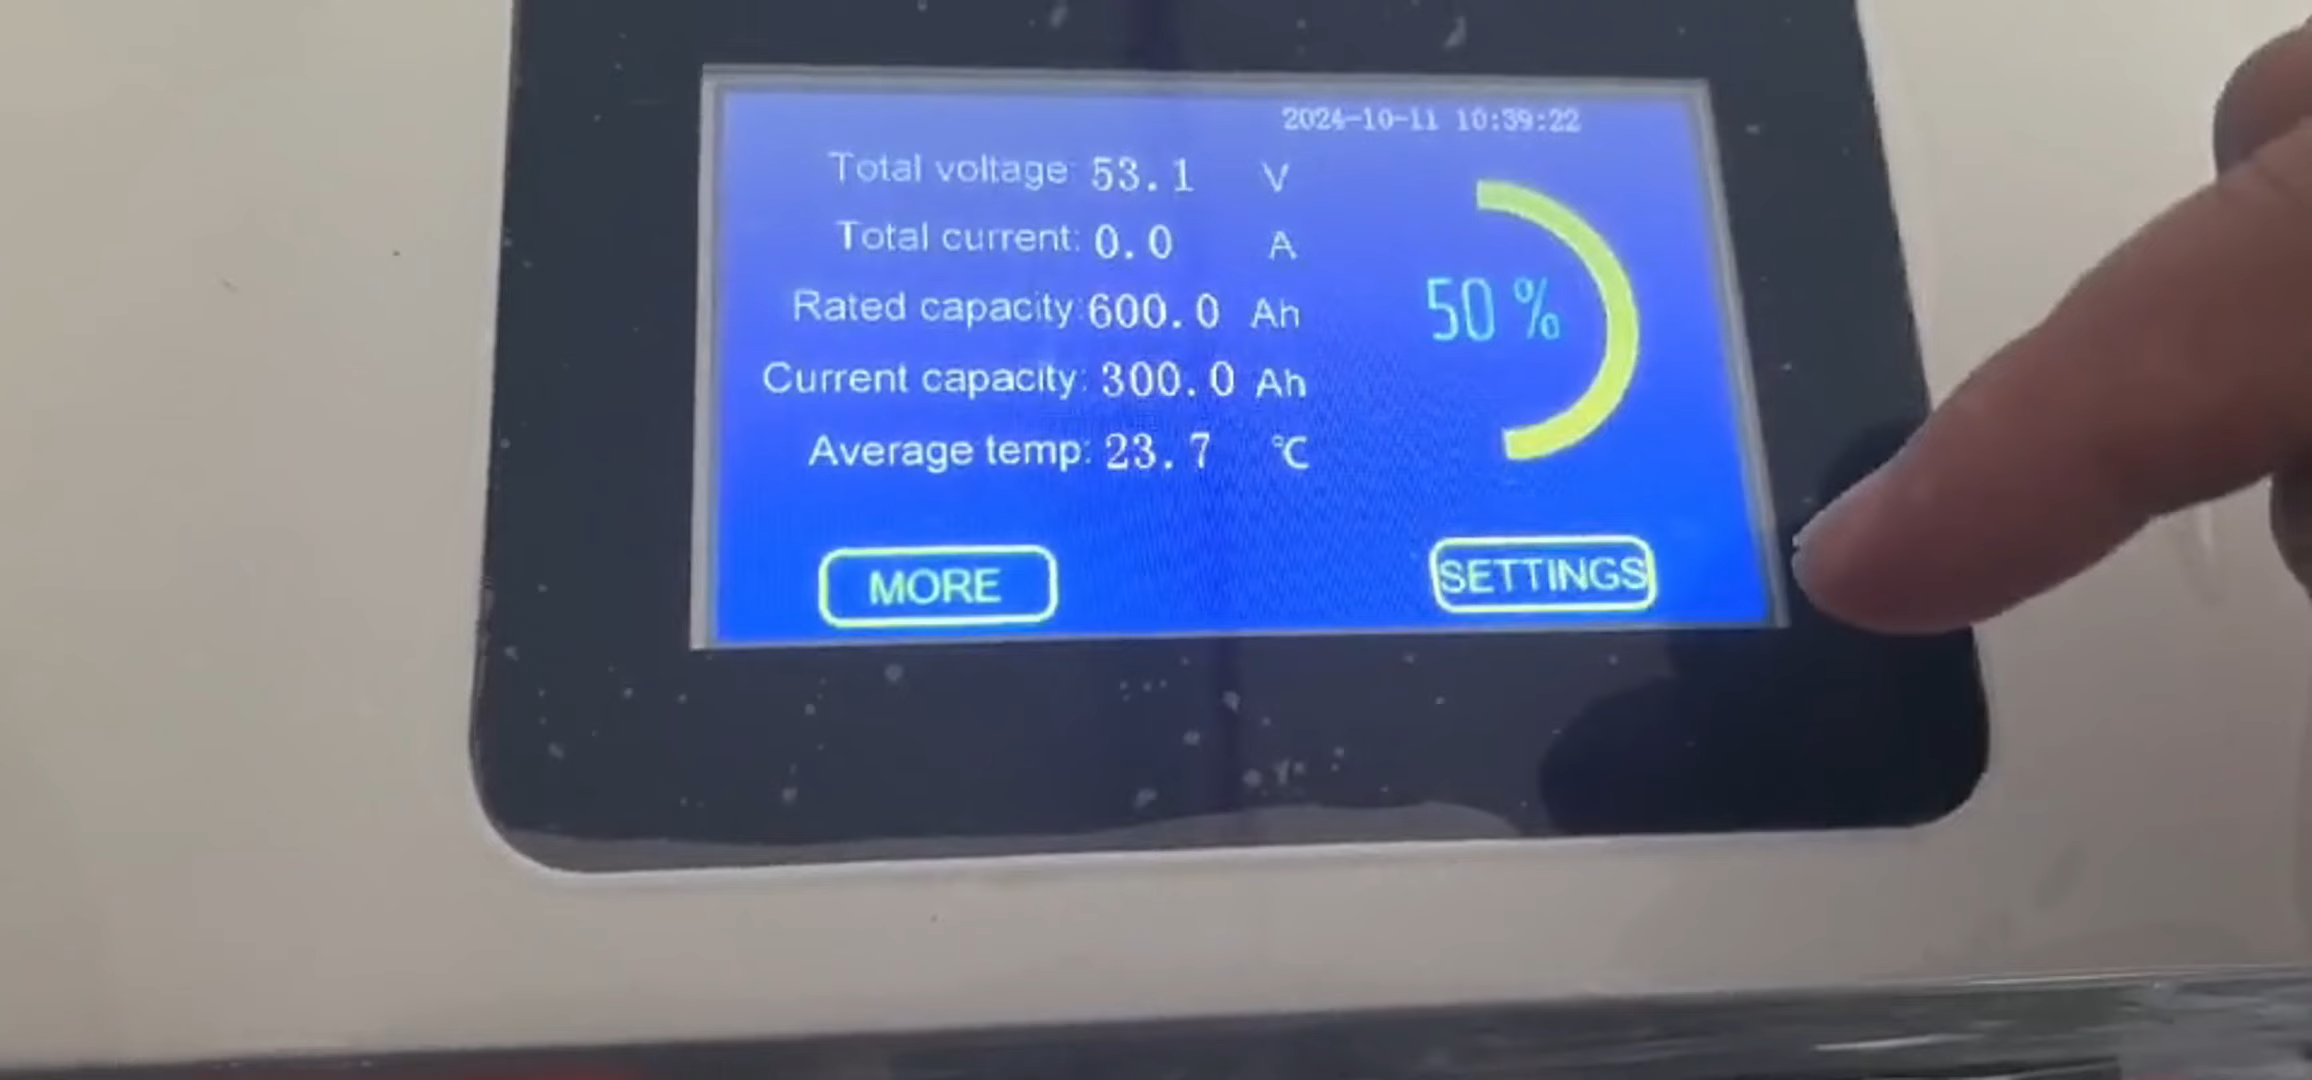 2024-10-11 10:39:22
Total voltage: 53.1 V
Total current: 0.0 A
Rated capacity: 600.0 Ah
Current capacity: 300.0 Ah
Average temp: 23.7 ℃
50 %
MORE
SETTINGS